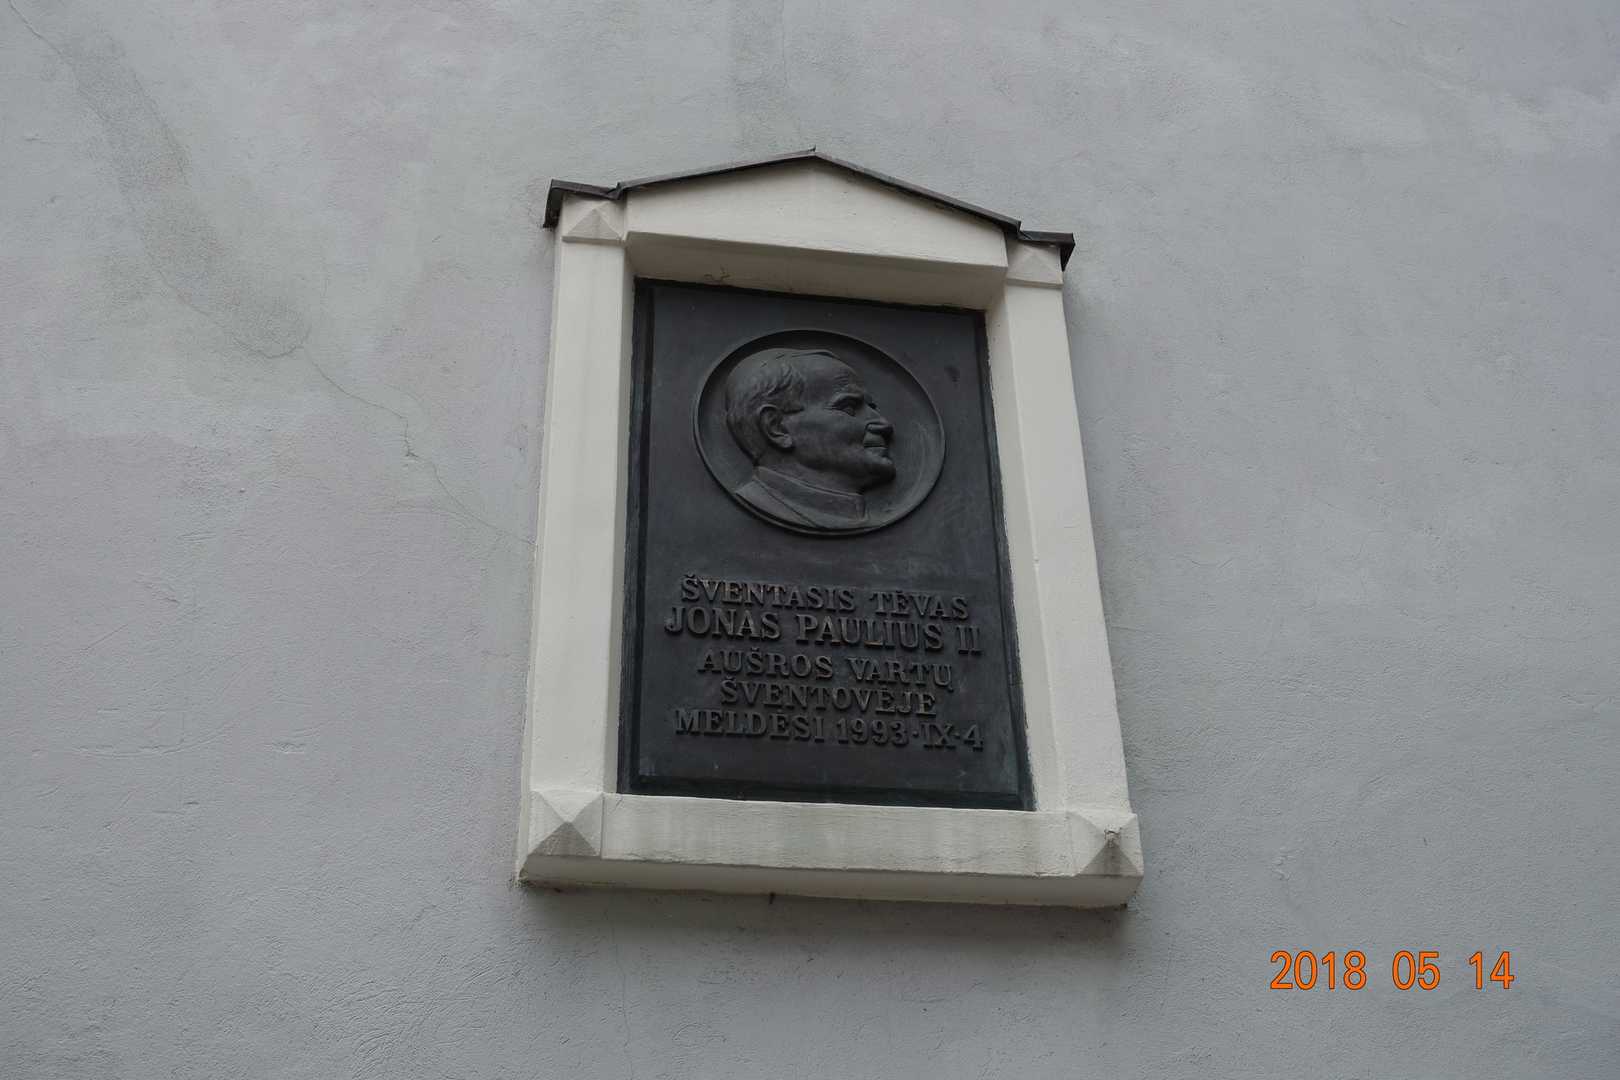 ŠVENTASIS TĖVAS
JONAS PAULIUS II
AUŠROS VARTŲ
ŠVENTOVĖJE
MELDĖSI 1993·IX·4
2018 05 14